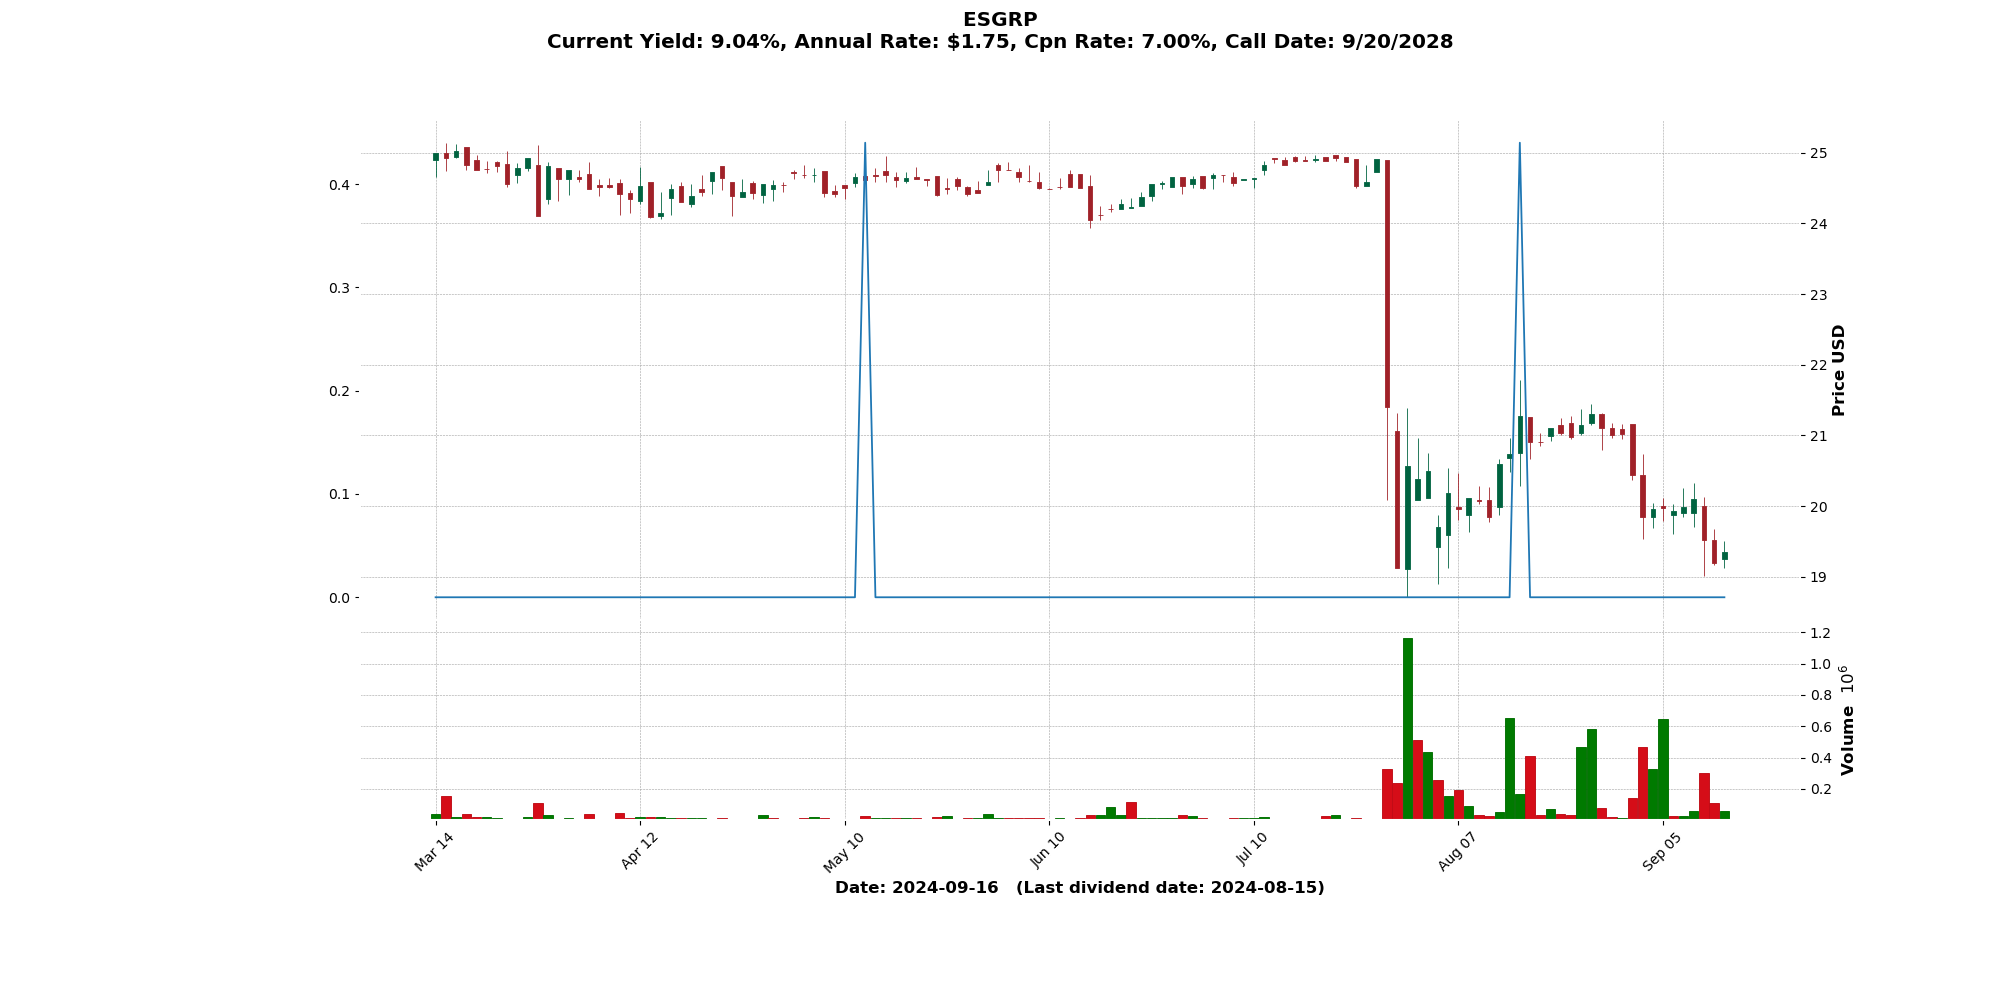 ESGRP
Current Yield: 9.04%, Annual Rate: $1.75, Cpn Rate: 7.00%, Call Date: 9/20/2028
0.4
0.3
0.2
0.1
0.0
25
24
23
22
21
20
19
Price USD
1.2
1.0
0.8
0.6
0.4
0.2
Volume 10^6
Mar 14
Apr 12
May 10
Jun 10
Jul 10
Aug 07
Sep 05
Date: 2024-09-16 (Last dividend date: 2024-08-15)